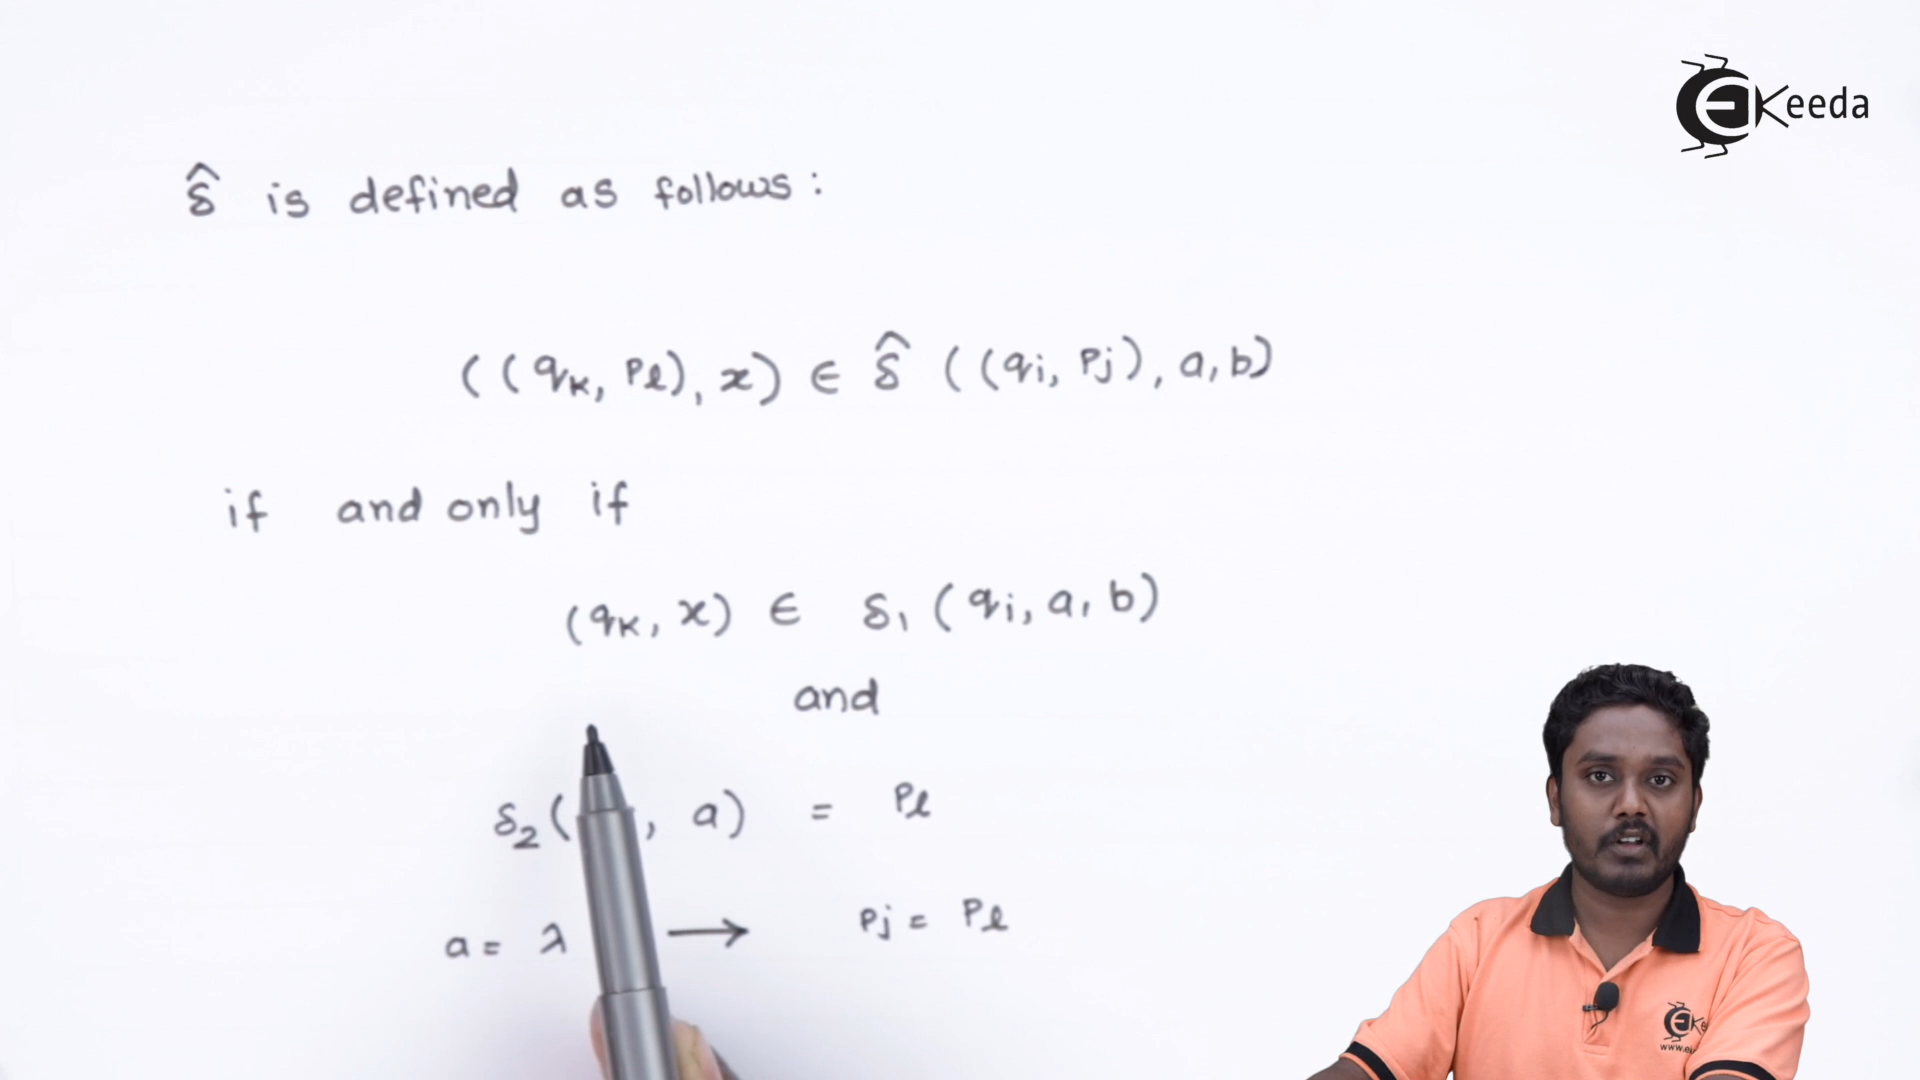 EKeeda
δ̂ is defined as follows:
((qk, Pl), x) ∈ δ̂ ((qi, Pj), a, b)
if and only if
(qk, x) ∈ δ1 (qi, a, b)
and
δ2 ( , a) = Pl
a = λ → Pj = Pl